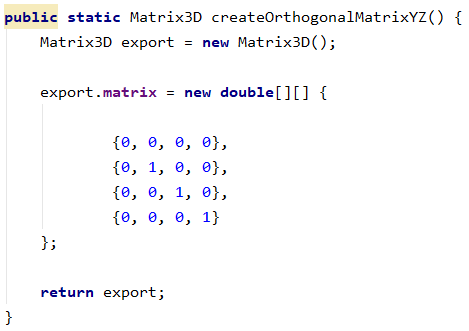 public static Matrix3D createOrthogonalMatrixYZ() {
Matrix3D export = new Matrix3D();
export.matrix = new double[][] {
{0, 0, 0, 0},
{0, 1, 0, 0},
{0, 0, 1, 0},
{0, 0, 0, 1}
};
return export;
}